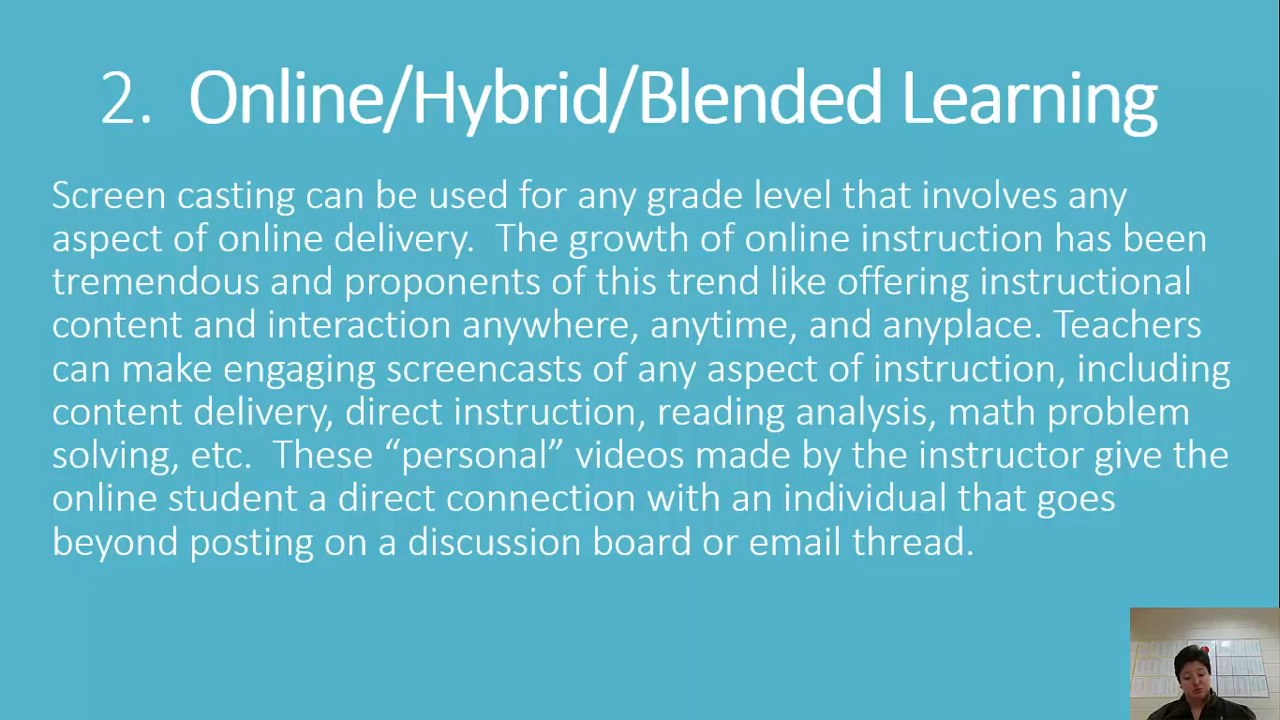 2. Online/Hybrid/Blended Learning
Screen casting can be used for any grade level that involves any
aspect of online delivery. The growth of online instruction has been
tremendous and proponents of this trend like offering instructional
content and interaction anywhere, anytime, and anyplace. Teachers
can make engaging screencasts of any aspect of instruction, including
content delivery, direct instruction, reading analysis, math problem
solving, etc. These “personal” videos made by the instructor give the
online student a direct connection with an individual that goes
beyond posting on a discussion board or email thread.